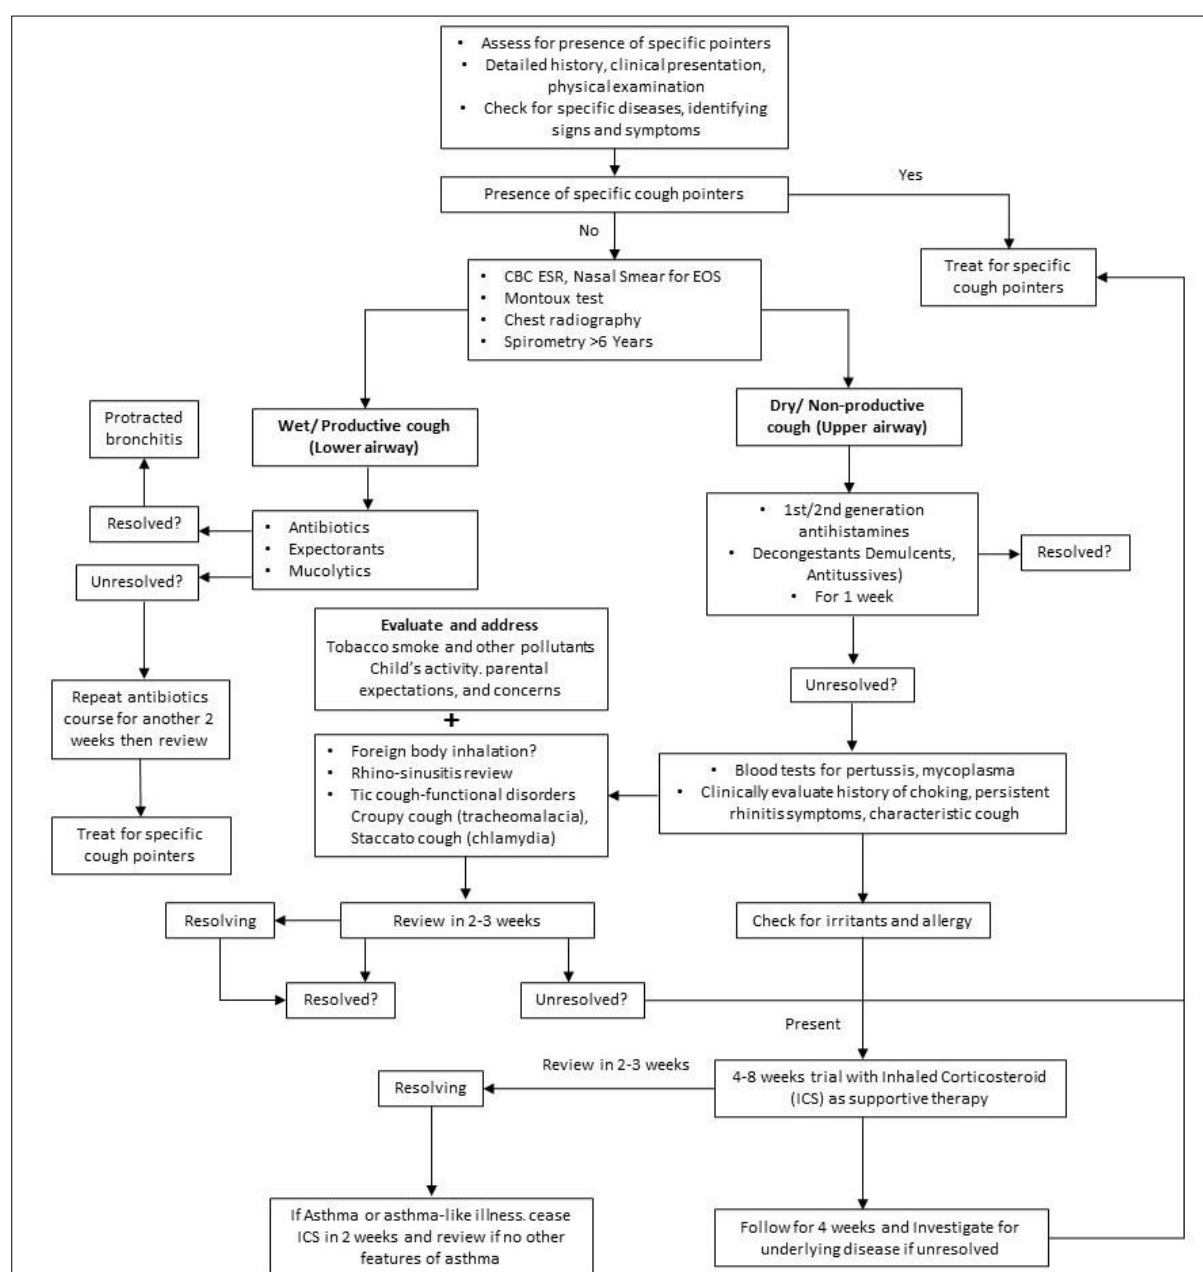 • Assess for presence of specific pointers
• Detailed history, clinical presentation,
physical examination
• Check for specific diseases, identifying
signs and symptoms
Presence of specific cough pointers
Yes
No
Treat for specific
cough pointers
• CBC ESR, Nasal Smear for EOS
• Montoux test
• Chest radiography
• Spirometry >6 Years
Wet/ Productive cough
(Lower airway)
Dry/ Non-productive
cough (Upper airway)
Protracted
bronchitis
Resolved?
Unresolved?
• Antibiotics
• Expectorants
• Mucolytics
• 1st/2nd generation
antihistamines
• Decongestants Demulcents,
Antitussives)
• For 1 week
Resolved?
Repeat antibiotics
course for another 2
weeks then review
Treat for specific
cough pointers
Evaluate and address
Tobacco smoke and other pollutants
Child's activity. parental
expectations, and concerns
+
Unresolved?
• Foreign body inhalation?
• Rhino-sinusitis review
• Tic cough-functional disorders
Croupy cough (tracheomalacia),
Staccato cough (chlamydia)
• Blood tests for pertussis, mycoplasma
• Clinically evaluate history of choking, persistent
rhinitis symptoms, characteristic cough
Resolving
Review in 2-3 weeks
Check for irritants and allergy
Resolved?
Unresolved?
Present
Review in 2-3 weeks
Resolving
4-8 weeks trial with Inhaled Corticosteroid
(ICS) as supportive therapy
If Asthma or asthma-like illness. cease
ICS in 2 weeks and review if no other
features of asthma
Follow for 4 weeks and Investigate for
underlying disease if unresolved